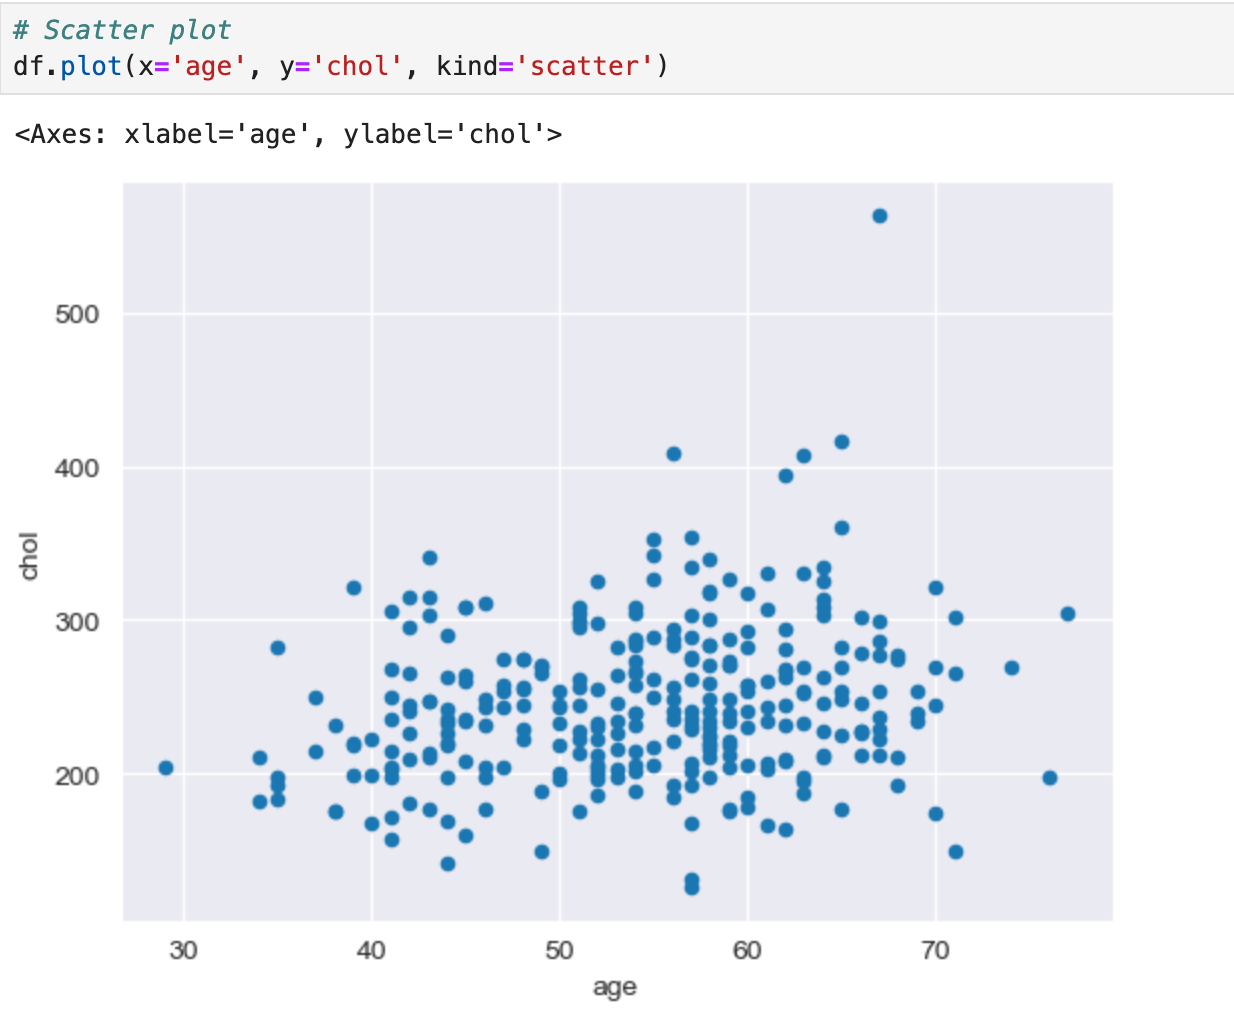 # Scatter plot
df.plot(x='age', y='chol', kind='scatter')
<Axes: xlabel='age', ylabel='chol'>
500
400
300
200
chol
30 40 50 60 70
age